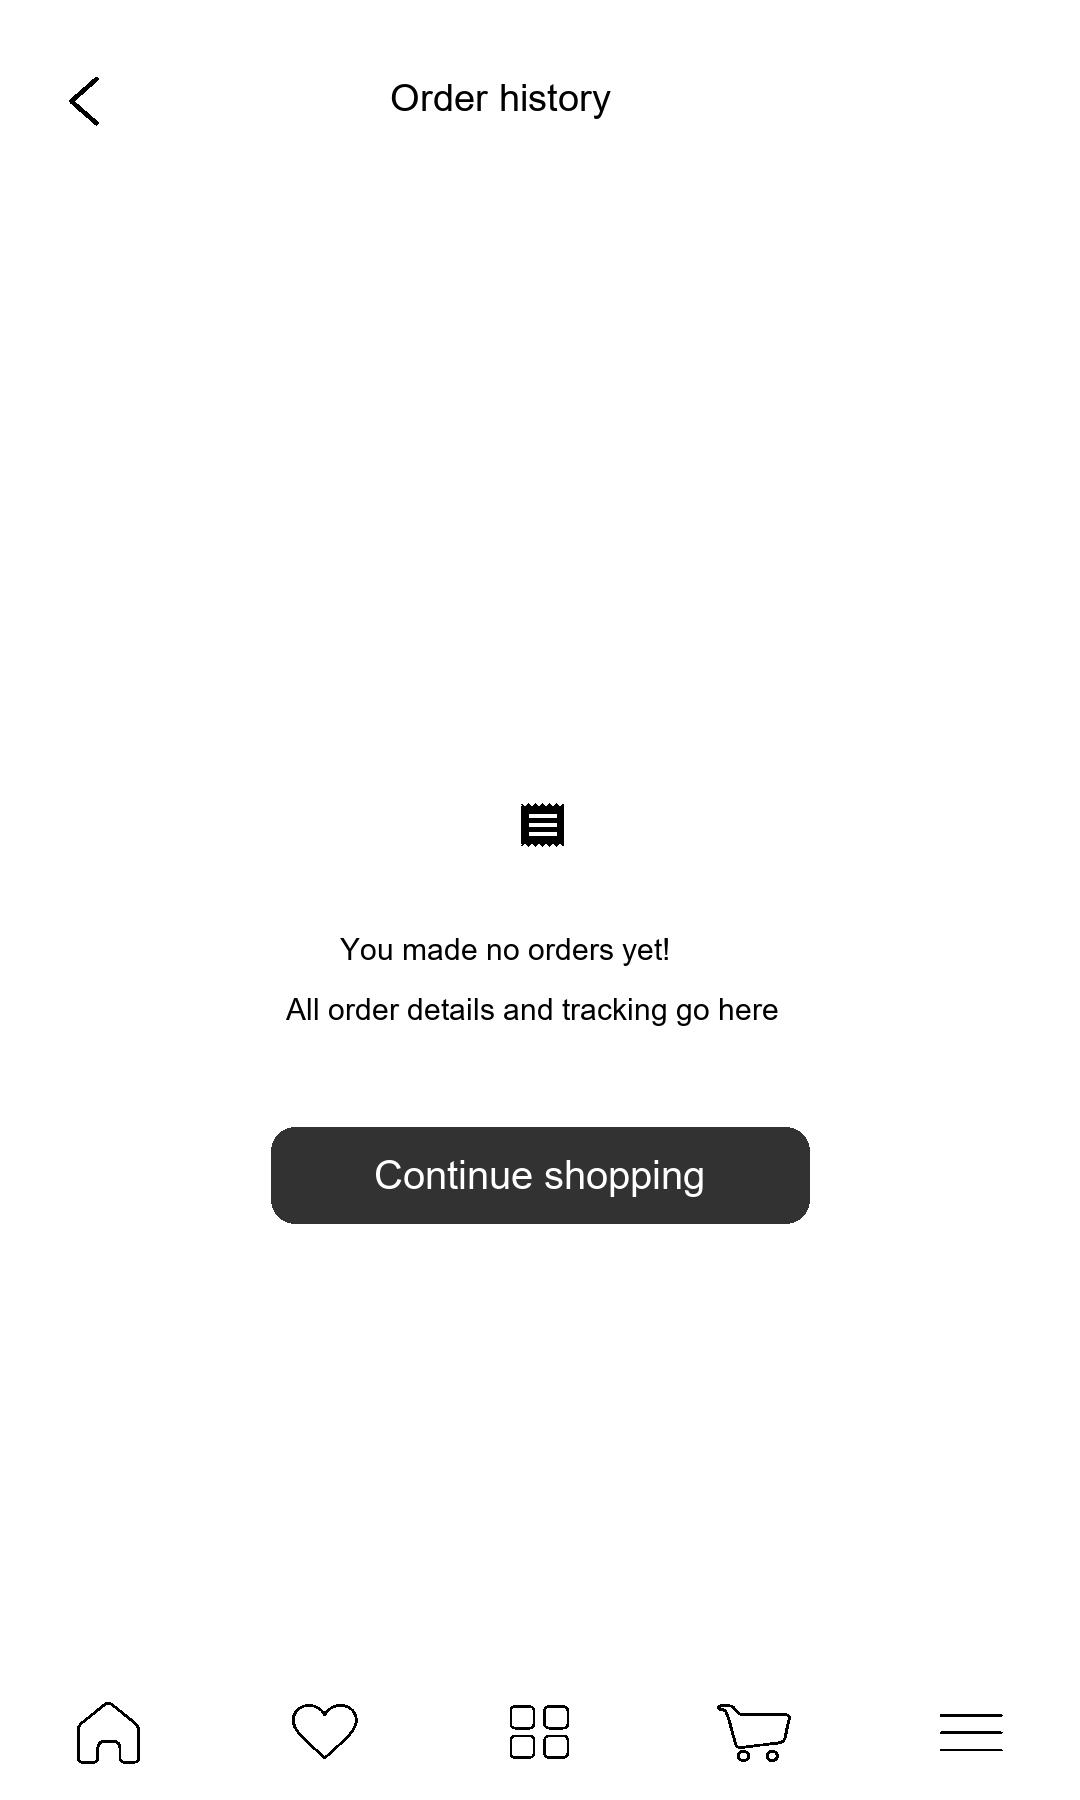 Order history
You made no orders yet!
All order details and tracking go here
Continue shopping